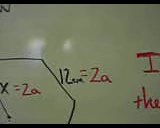 N
12cm = 2a I
x = 2a the